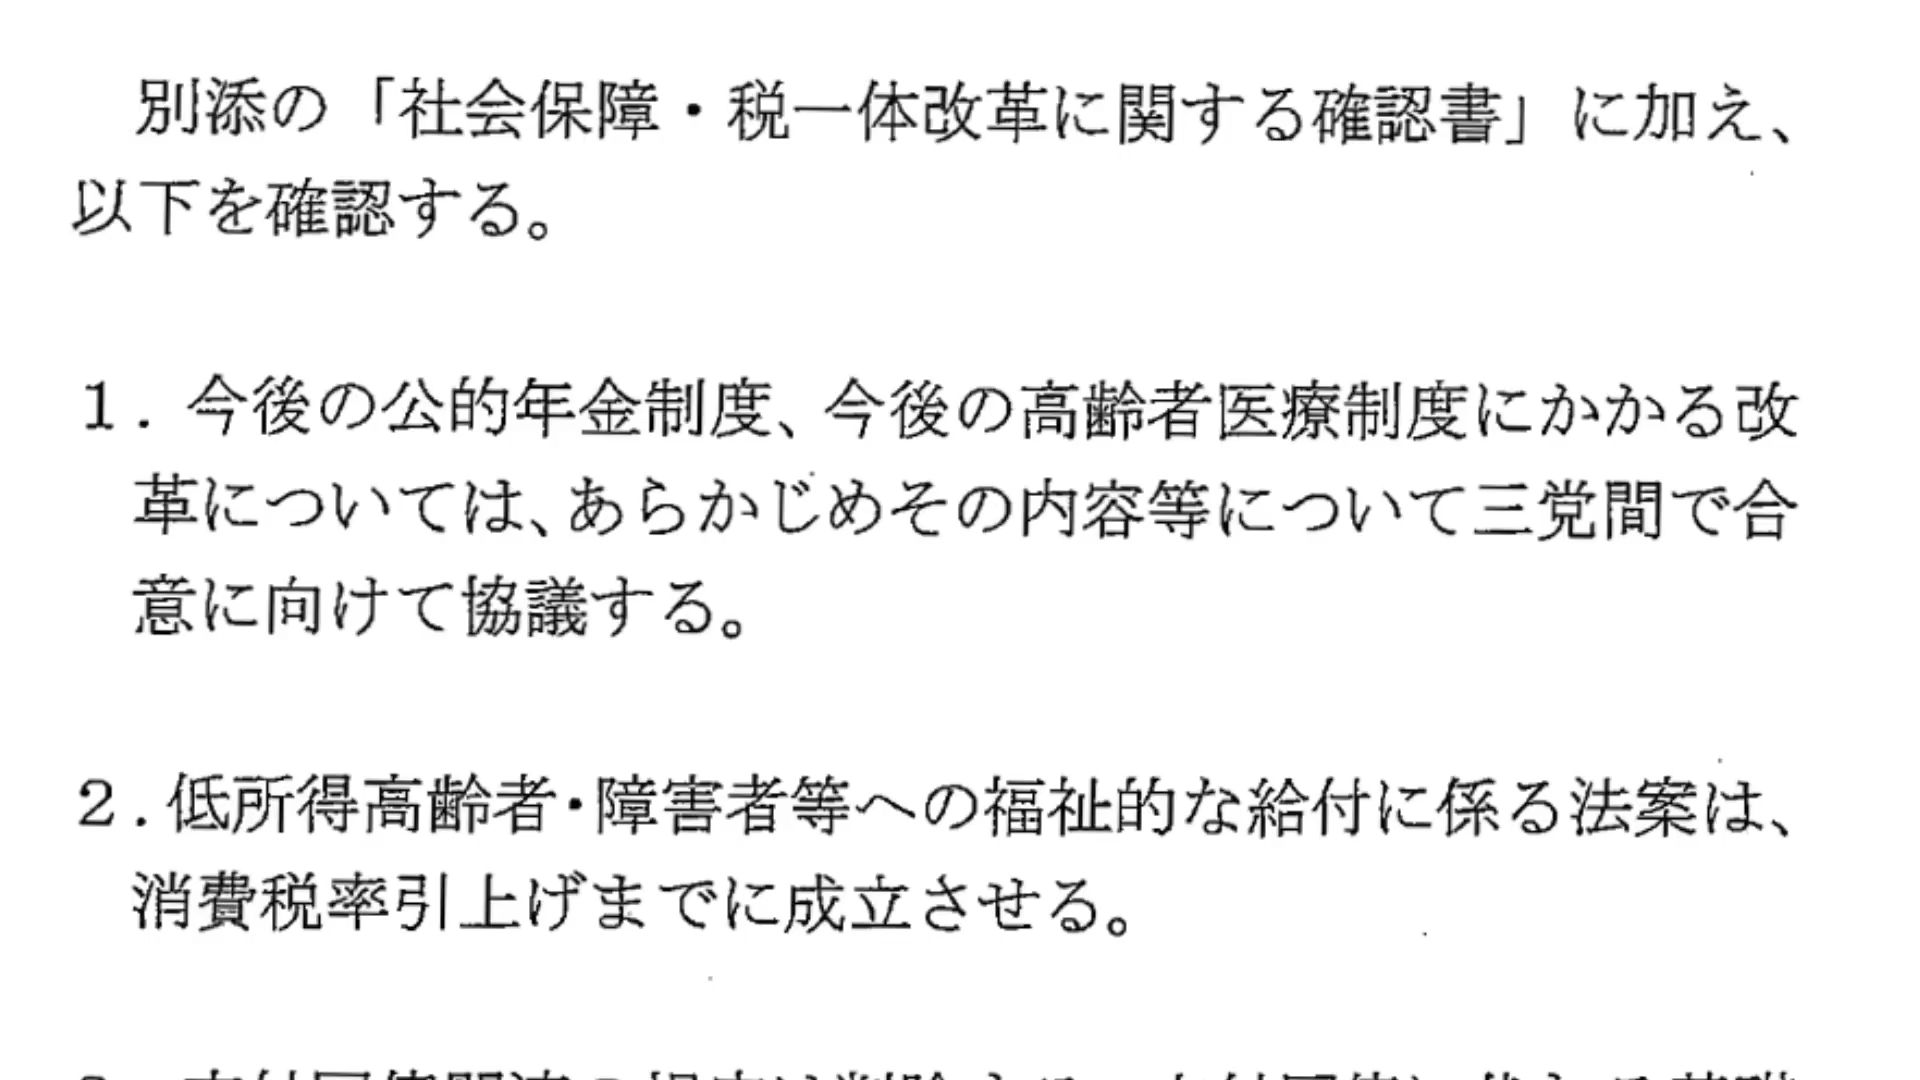 別添の「社会保障・税一体改革に関する確認書」に加え、
以下を確認する。
1. 今後の公的年金制度、今後の高齢者医療制度にかかる改
革については、あらかじめその内容等について三党間で合
意に向けて協議する。
2.低所得高齢者・障害者等への福祉的な給付に係る法案は、
消費税率引上げまでに成立させる。